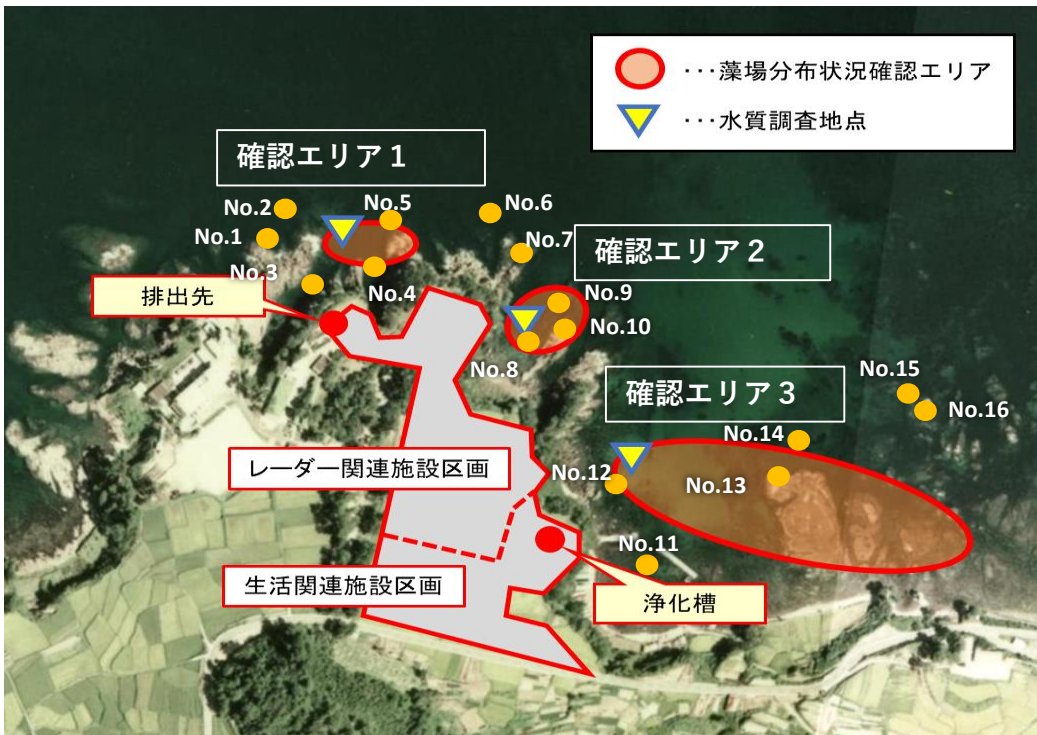 ･･･藻場分布状況確認エリア
･･･水質調査地点
確認エリア１
No.5
No.2
No.6
No.1
No.7
確認エリア２
No.3
No.4
排出先
No.9
No.10
No.8
No.15
確認エリア３
No.16
No.14
レーダー関連施設区画
No.12
No.13
No.11
生活関連施設区画
浄化槽